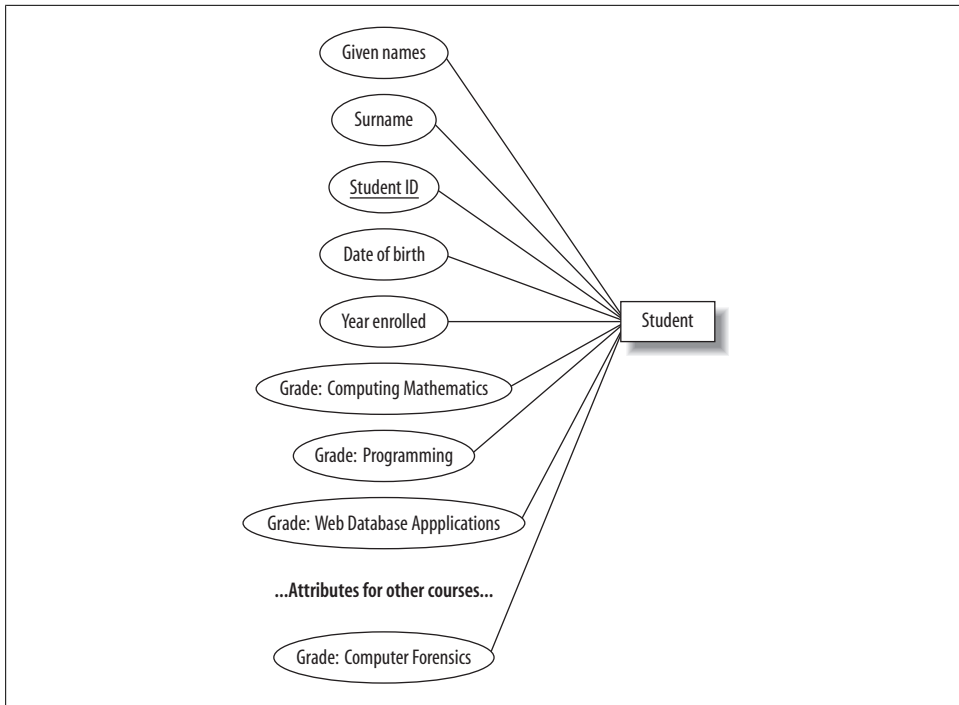 Given names
Surname
Student ID
Date of birth
Year enrolled
Student
Grade: Computing Mathematics
Grade: Programming
Grade: Web Database Appplications
...Attributes for other courses...
Grade: Computer Forensics